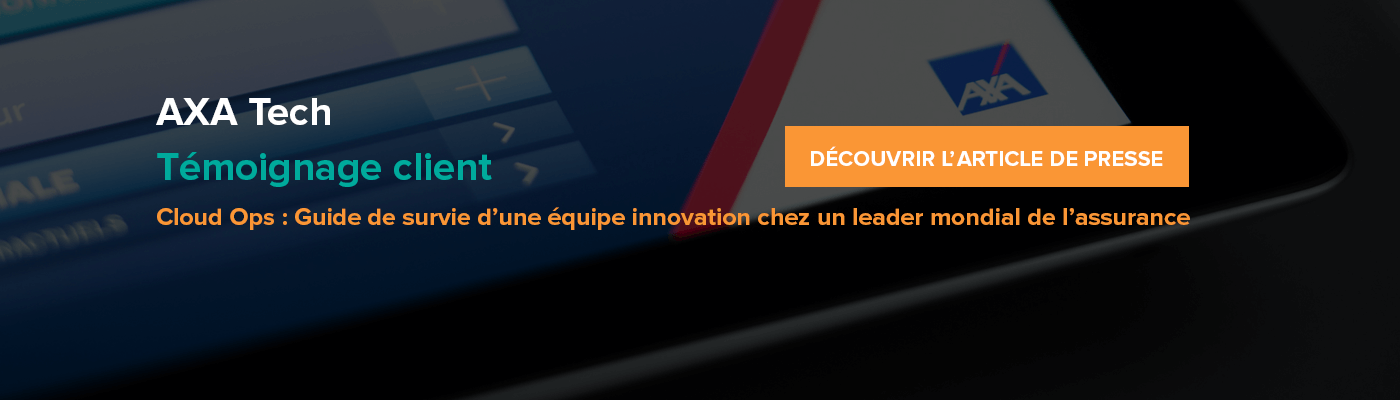 AXA Tech
Témoignage client
Cloud Ops : Guide de survie d’une équipe innovation chez un leader mondial de l’assurance
DÉCOUVRIR L’ARTICLE DE PRESSE
AXA